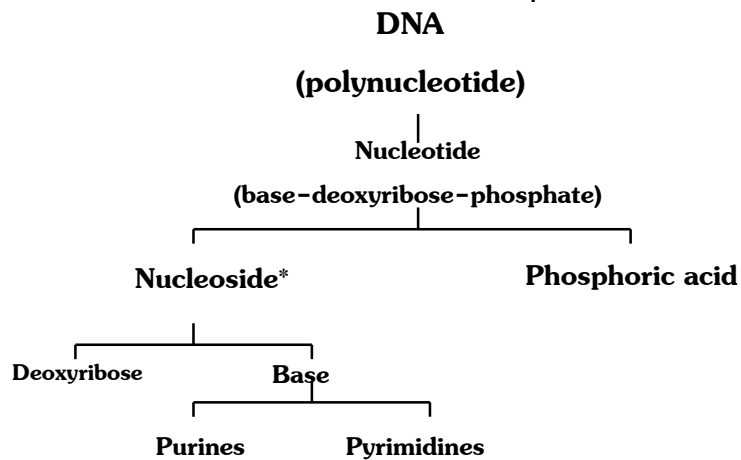 DNA
(polynucleotide)
Nucleotide
(base-deoxyribose-phosphate)
Nucleoside* Phosphoric acid
Deoxyribose Base
Purines Pyrimidines